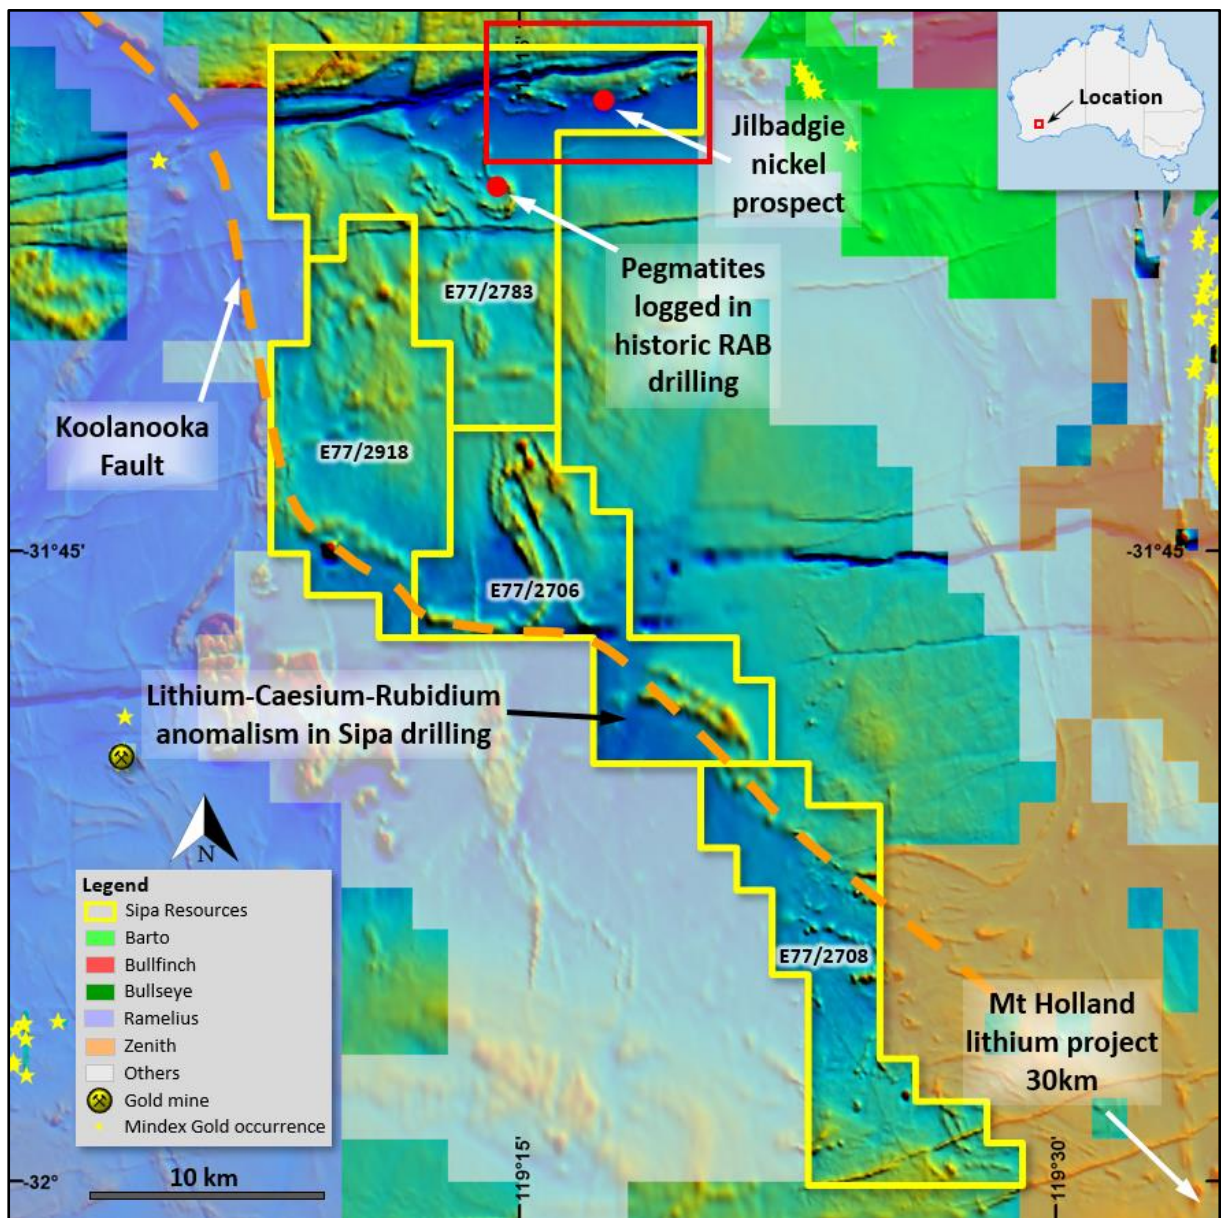 Location
Jilbadgie
nickel
prospect
Pegmatites
logged in
historic RAB
drilling
E77/2783
Koolanooka
Fault
E77/2918
-31°45'
-31°45'
E77/2706
Lithium-Caesium-Rubidium
anomalism in Sipa drilling
N
Legend
Sipa Resources
Barto
Bullfinch
Bullseye
Ramelius
Zenith
Others
Gold mine
Mindex Gold occurrence
10 km
E77/2708
Mt Holland
lithium project
30km
-32°
119°15'
119°30'